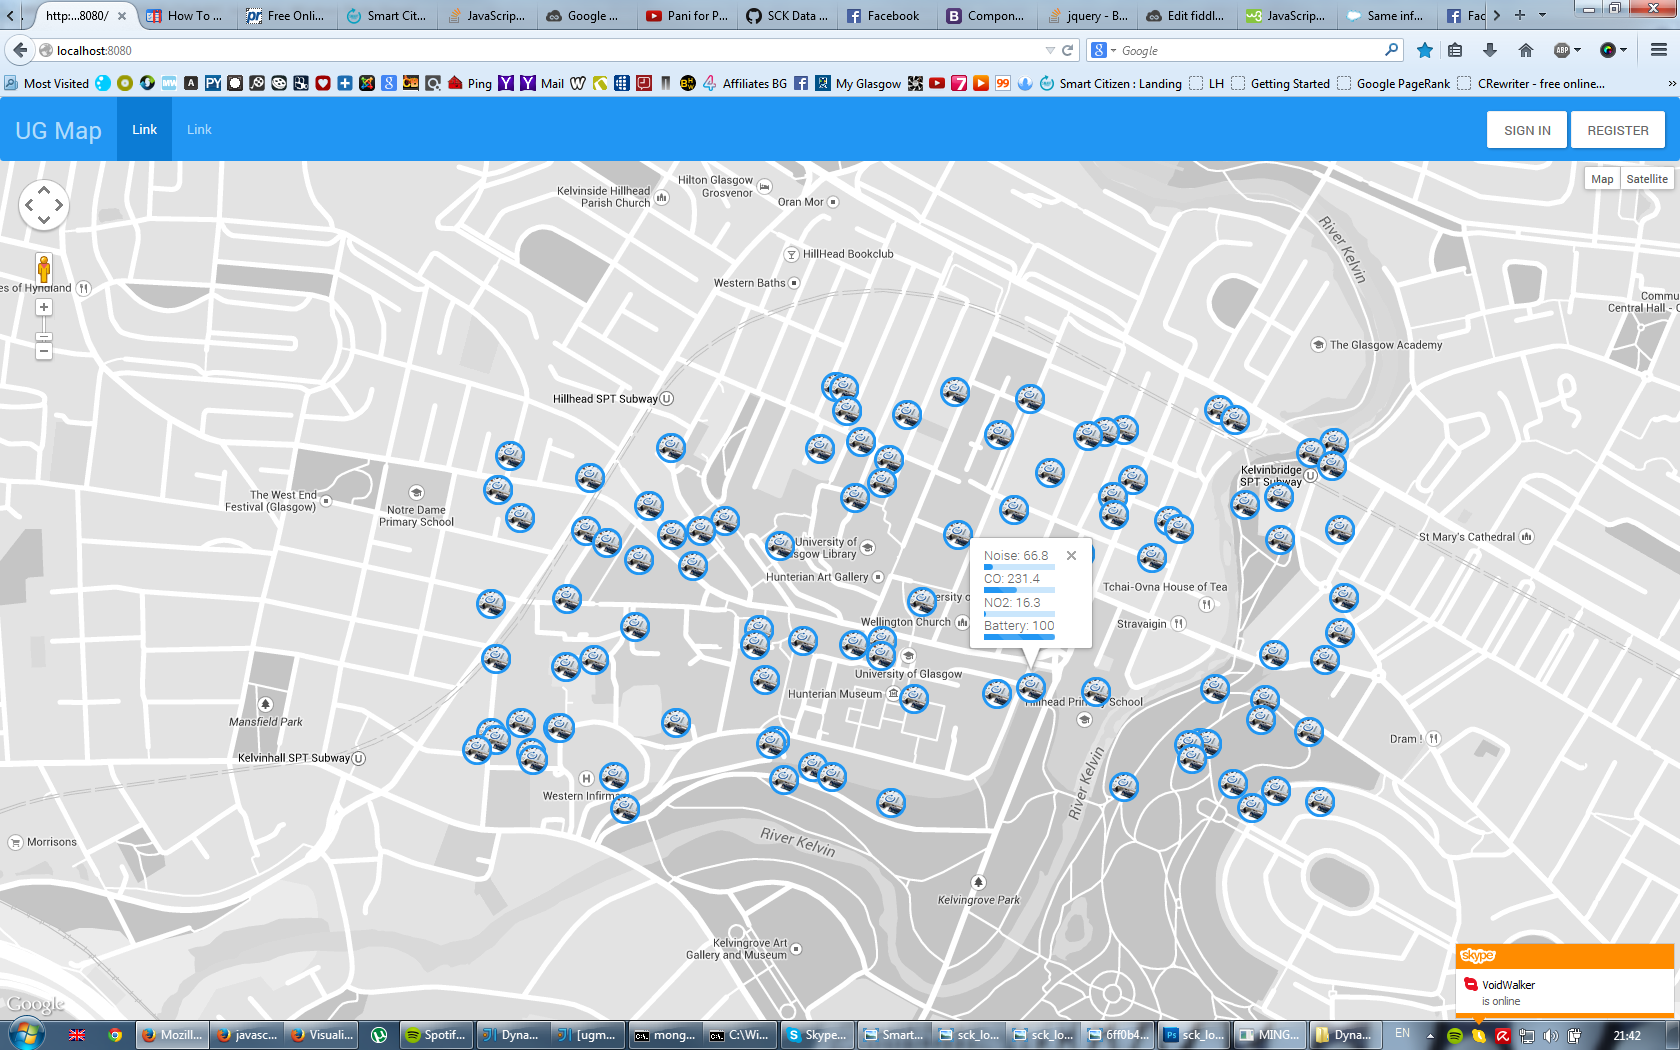 http:...8080/
How To ...
Free Onli...
Smart Cit...
JavaScrip...
Google ...
Pani for P...
SCK Data ...
Facebook
Compon...
jquery - B...
Edit fiddl...
JavaScrip...
Same inf...
Fac
localhost:8080
Google
ABP
Most Visited
Ping
Mail
Affiliates BG
My Glasgow
Smart Citizen : Landing
LH
Getting Started
Google PageRank
CRewriter - free online...
UG Map
Link
Link
SIGN IN
REGISTER
Map
Satellite
Kelvinside Hillhead
Parish Church
Hilton Glasgow
Grosvenor
Oran Mor
River Kelvin
HillHead Bookclub
Western Baths
es of Hyndland
Commu
Central Hall - C
The Glasgow Academy
Hillhead SPT Subway
Kelvinbridge
SPT Subway
The West End
Festival (Glasgow)
Notre Dame
Primary School
University of
sgow Library
Hunterian Art Gallery
St Mary's Cathedral
Noise: 66.8
CO: 231.4
NO2: 16.3
Battery: 100
Tchai-Ovna House of Tea
ersity of
Wellington Church
Stravaigin
University of Glasgow
Hunterian Museum
Hillhead Primary School
Mansfield Park
Kelvinhall SPT Subway
Dram !
Western Infirma
River Kelvin
River Kelvin
Morrisons
Kelvingrove Park
Kelvingrove Art
Gallery and Museum
Google
skype
VoidWalker
is online
Mozill...
javasc...
Visuali...
Spotif...
Dyna...
[ugm...
mong...
C:\Wi...
Skype...
Smart...
sck_lo...
sck_lo...
6ff0b4...
sck_lo...
MING...
Dyna...
EN
21:42